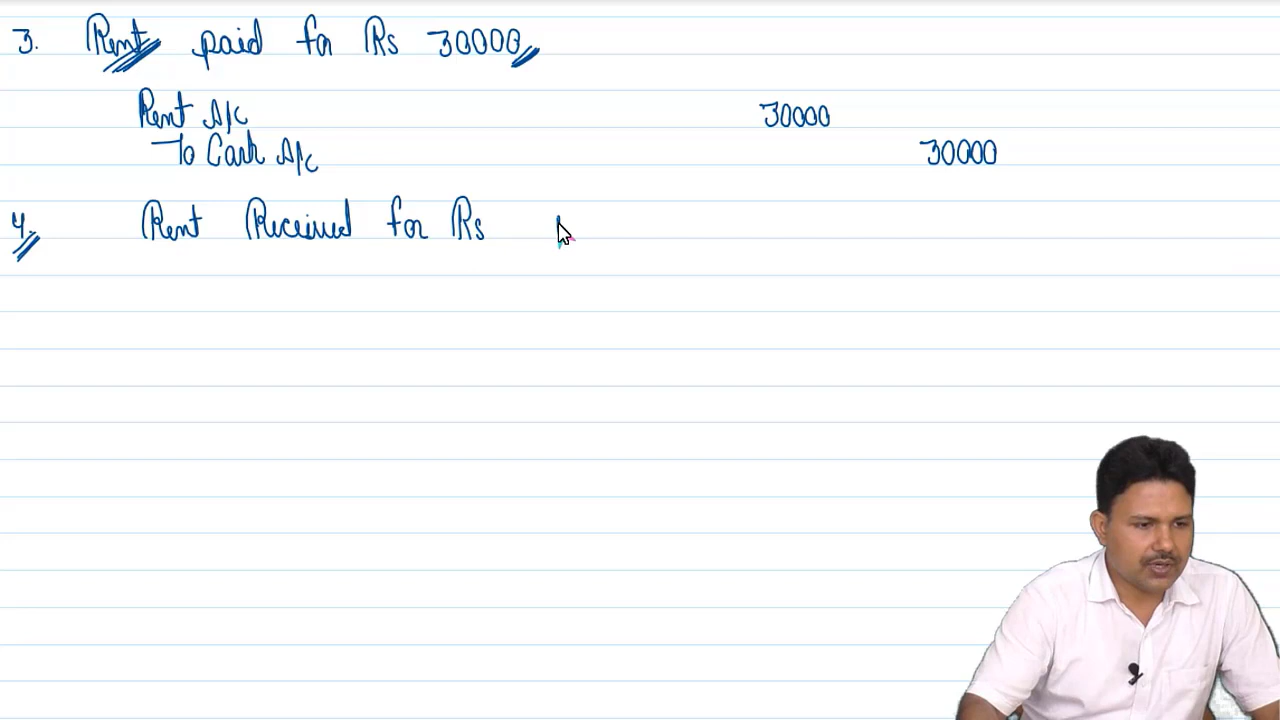 3. Rent paid for Rs 30000
Rent A/c 30000
To Cash A/c 30000
4. Rent Received for Rs